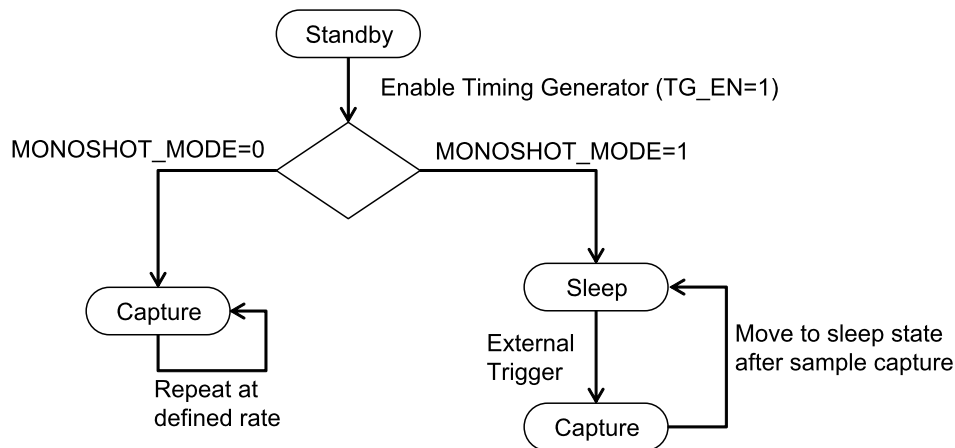 Standby
Enable Timing Generator (TG_EN=1)
MONOSHOT_MODE=0
MONOSHOT_MODE=1
Capture
Repeat at
defined rate
Sleep
External
Trigger
Move to sleep state
after sample capture
Capture